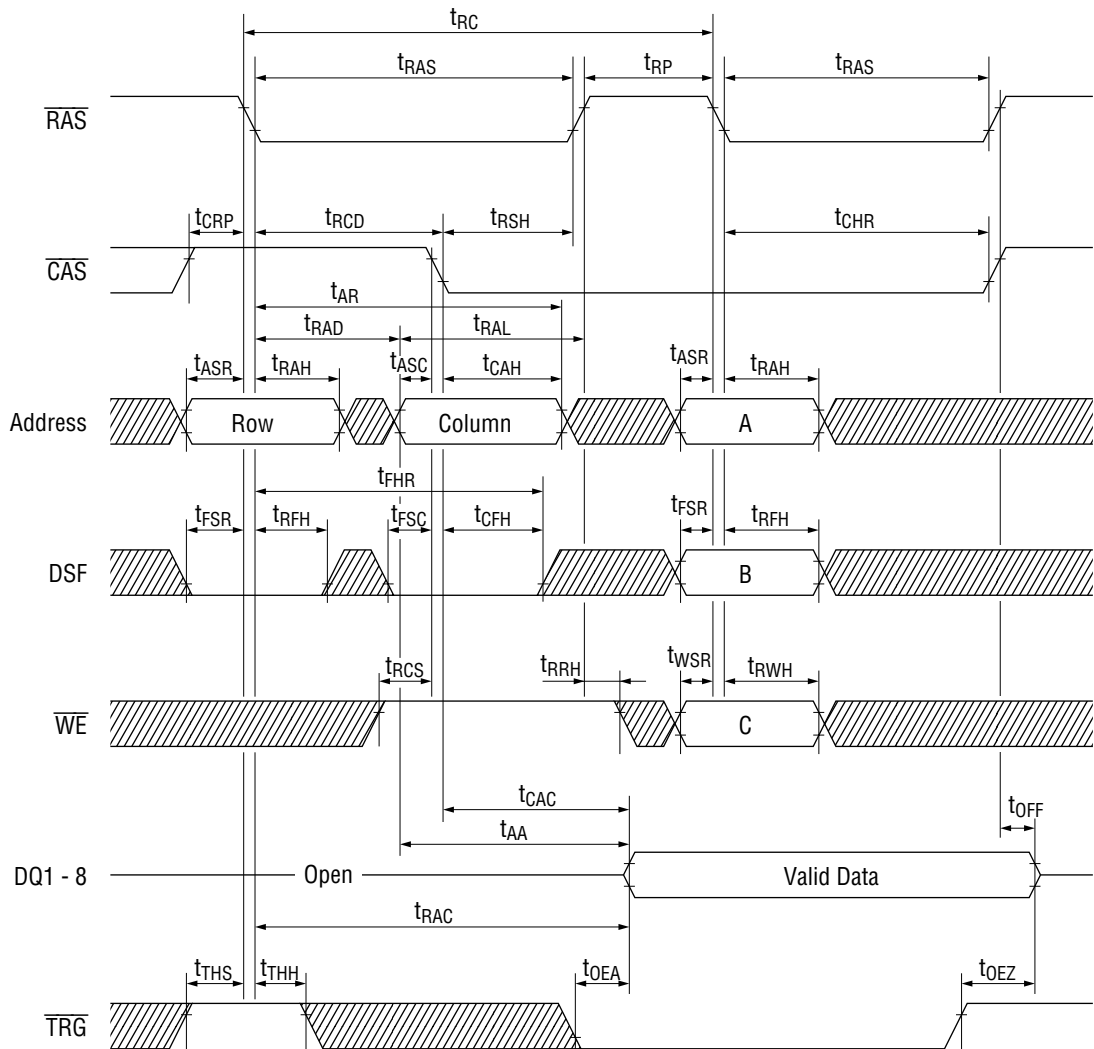 tRC
tRAS tRP tRAS
RAS
tCRP tRCD tRSH tCHR
CAS
tAR
tRAD tRAL
tASR tRAH tASC tCAH tASR tRAH
Address Row Column A
tFHR
tFSR tRFH tFSC tCFH tFSR tRFH
DSF B
tRCS tRRH tWSR tRWH
WE C
tCAC tOFF
tAA
DQ1 - 8 Open Valid Data
tRAC
tTHS tTHH tOEA tOEZ
TRG